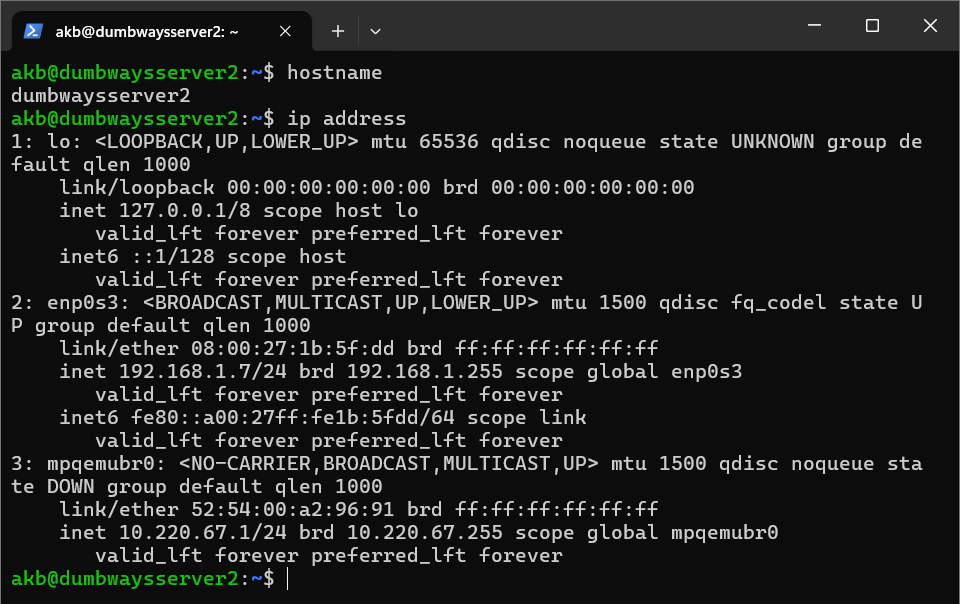 akb@dumbwaysserver2: ~
akb@dumbwaysserver2:~$ hostname
dumbwaysserver2
akb@dumbwaysserver2:~$ ip address
1: lo: <LOOPBACK,UP,LOWER_UP> mtu 65536 qdisc noqueue state UNKNOWN group de
fault qlen 1000
    link/loopback 00:00:00:00:00:00 brd 00:00:00:00:00:00
    inet 127.0.0.1/8 scope host lo
       valid_lft forever preferred_lft forever
    inet6 ::1/128 scope host
       valid_lft forever preferred_lft forever
2: enp0s3: <BROADCAST,MULTICAST,UP,LOWER_UP> mtu 1500 qdisc fq_codel state U
P group default qlen 1000
    link/ether 08:00:27:1b:5f:dd brd ff:ff:ff:ff:ff:ff
    inet 192.168.1.7/24 brd 192.168.1.255 scope global enp0s3
       valid_lft forever preferred_lft forever
    inet6 fe80::a00:27ff:fe1b:5fdd/64 scope link
       valid_lft forever preferred_lft forever
3: mpqemubr0: <NO-CARRIER,BROADCAST,MULTICAST,UP> mtu 1500 qdisc noqueue sta
te DOWN group default qlen 1000
    link/ether 52:54:00:a2:96:91 brd ff:ff:ff:ff:ff:ff
    inet 10.220.67.1/24 brd 10.220.67.255 scope global mpqemubr0
       valid_lft forever preferred_lft forever
akb@dumbwaysserver2:~$